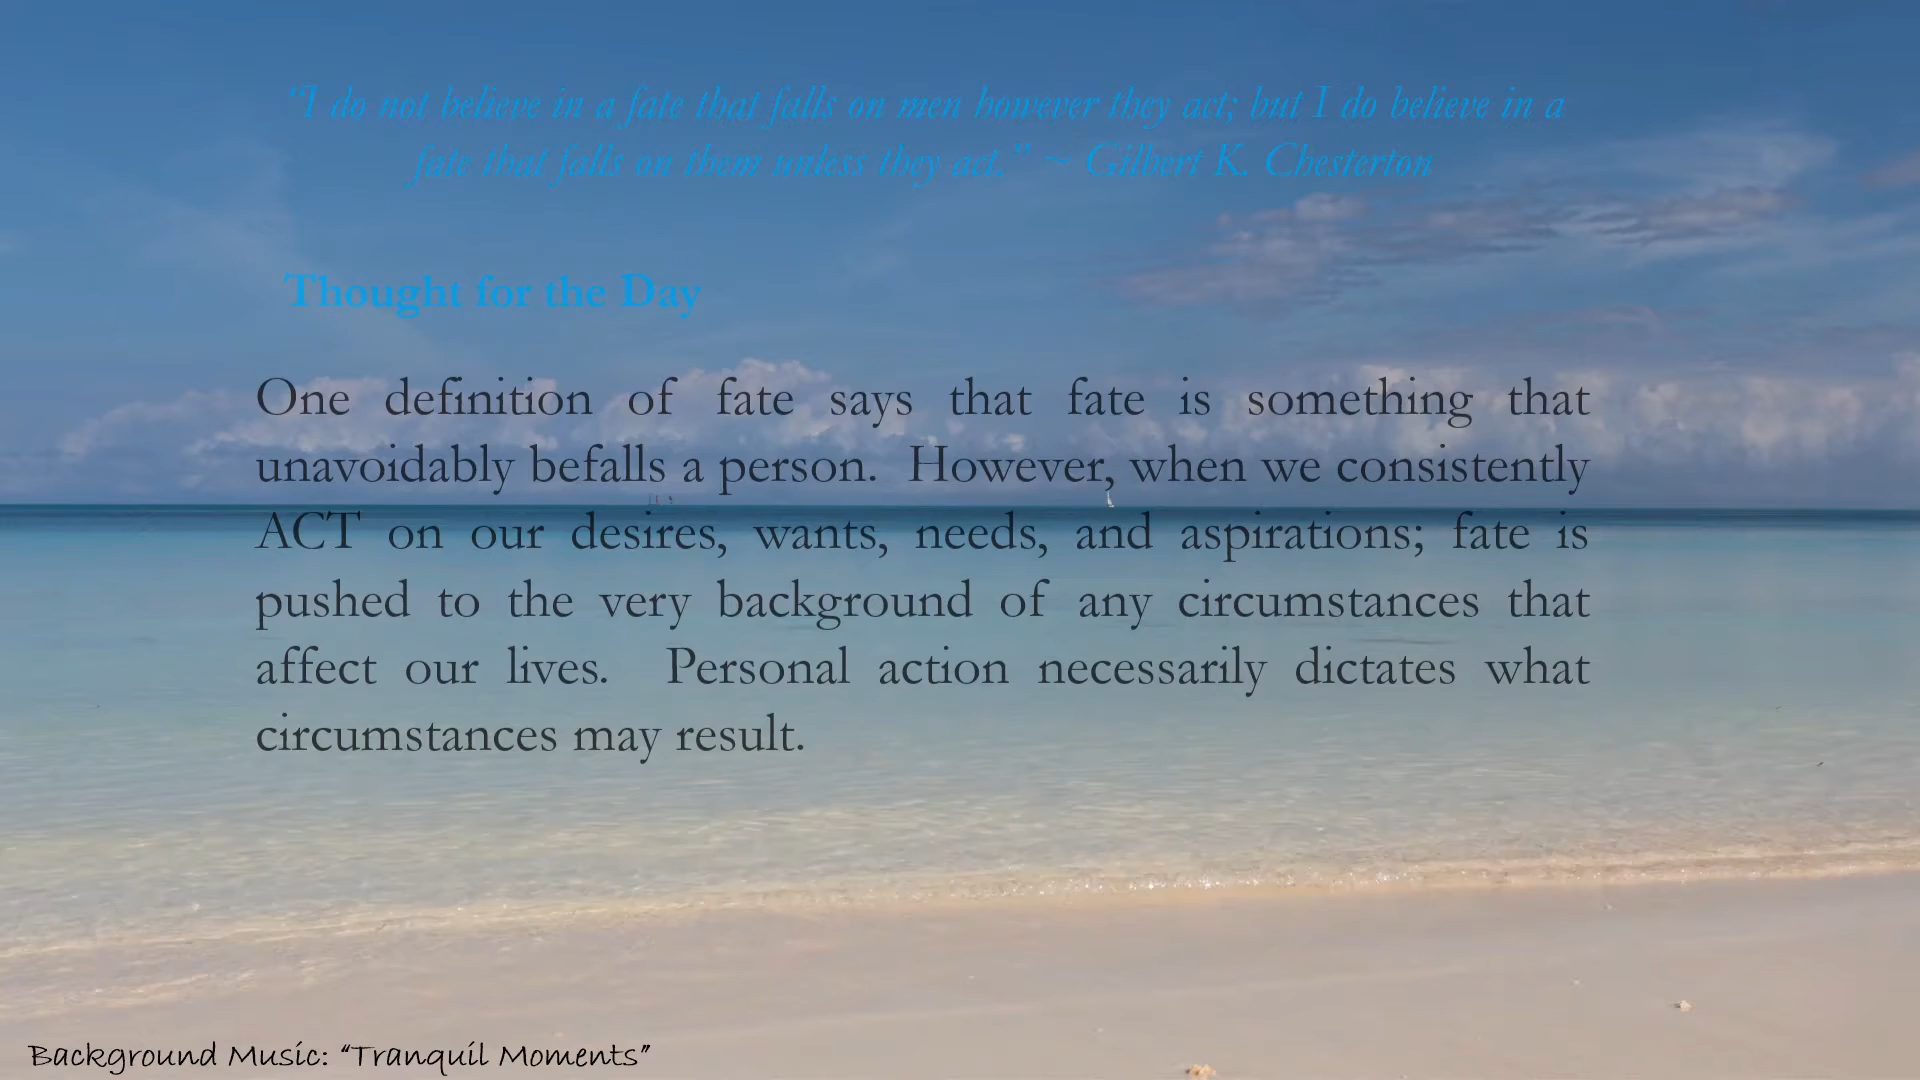 “I do not believe in a fate that falls on men however they act; but I do believe in a
fate that falls on them unless they act.” ~ Gilbert K. Chesterton
Thought for the Day
One definition of fate says that fate is something that
unavoidably befalls a person.  However, when we consistently
ACT on our desires, wants, needs, and aspirations; fate is
pushed to the very background of any circumstances that
affect our lives.  Personal action necessarily dictates what
circumstances may result.
Background Music: “Tranquil Moments”